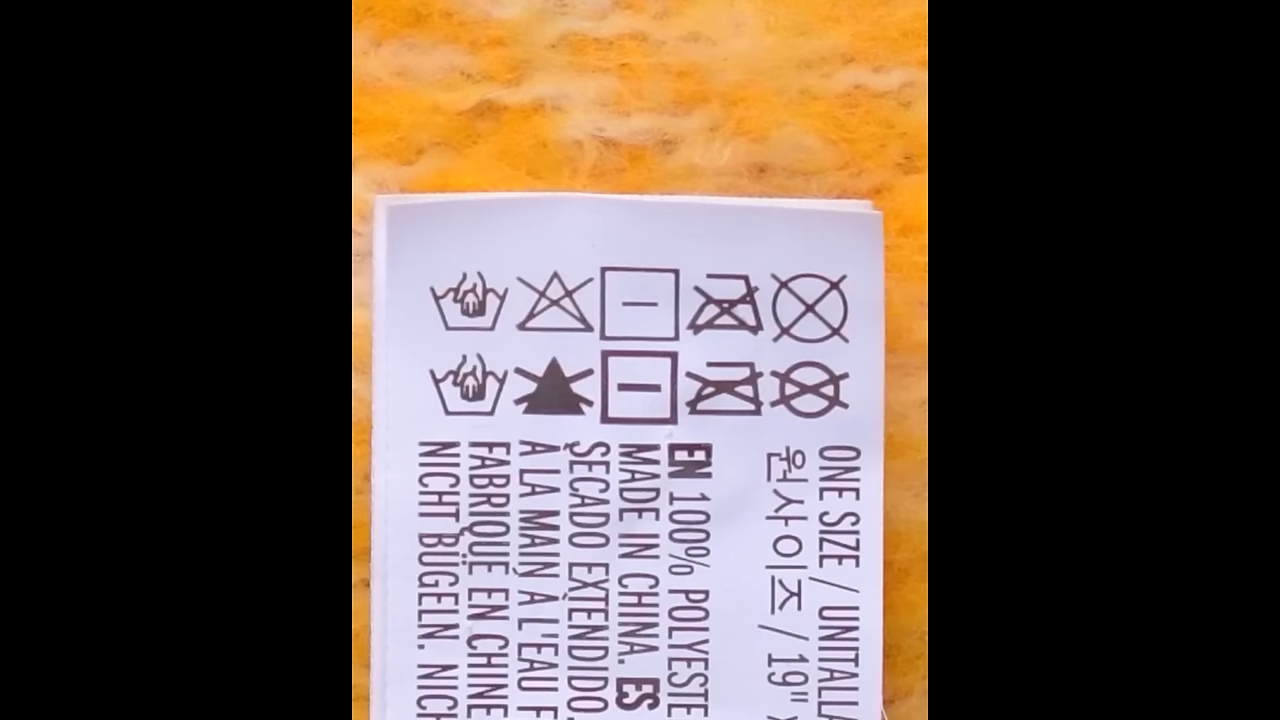 ONE SIZE / UNITALLA
원사이즈 / 19"
EN 100% POLYESTE
MADE IN CHINA. ES
SECADO EXTENDIDO.
À LA MAIN À L'EAU F
FABRIQUÉ EN CHINE
NICHT BÜGELN. NICH